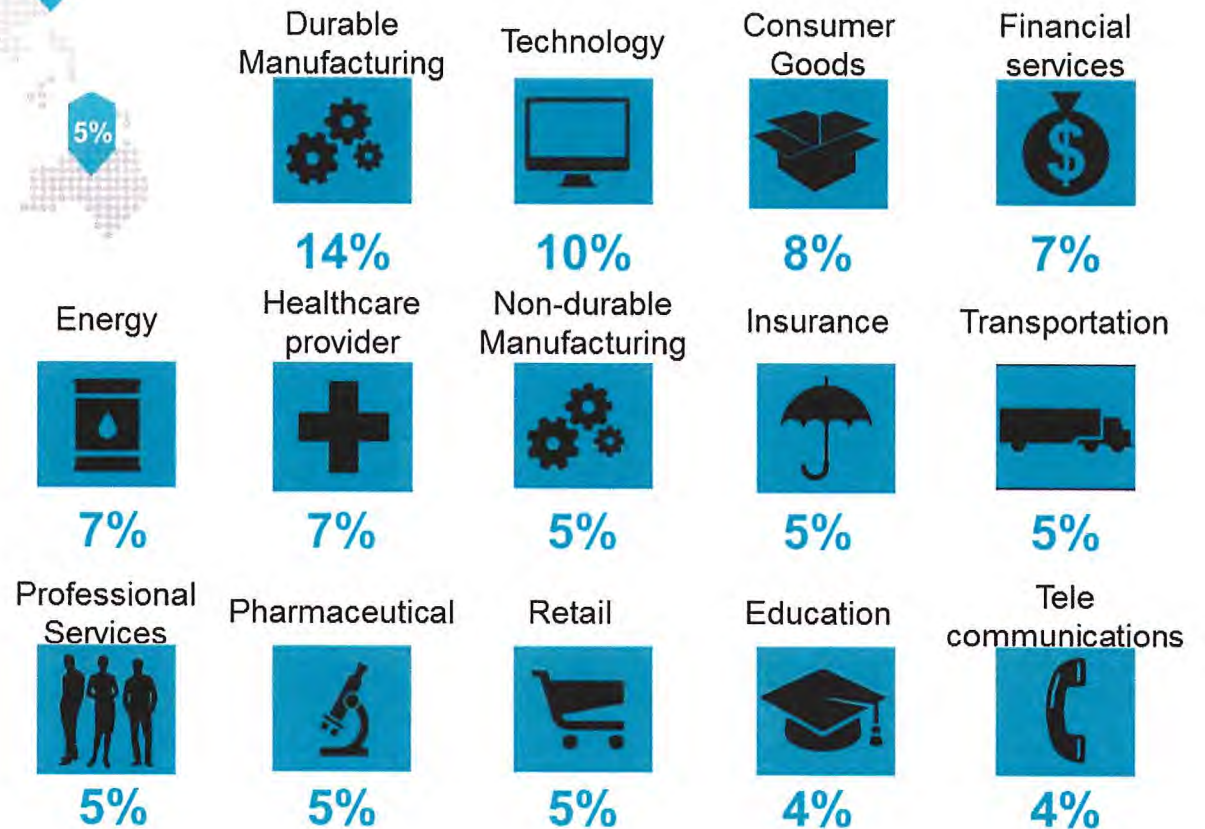 Durable
Manufacturing
Technology
Consumer
Goods
Financial
services
5%
14%
10%
8%
7%
Energy
Healthcare
provider
Non-durable
Manufacturing
Insurance
Transportation
7%
7%
5%
5%
5%
Professional
Services
Pharmaceutical
Retail
Education
Tele
communications
5%
5%
5%
4%
4%